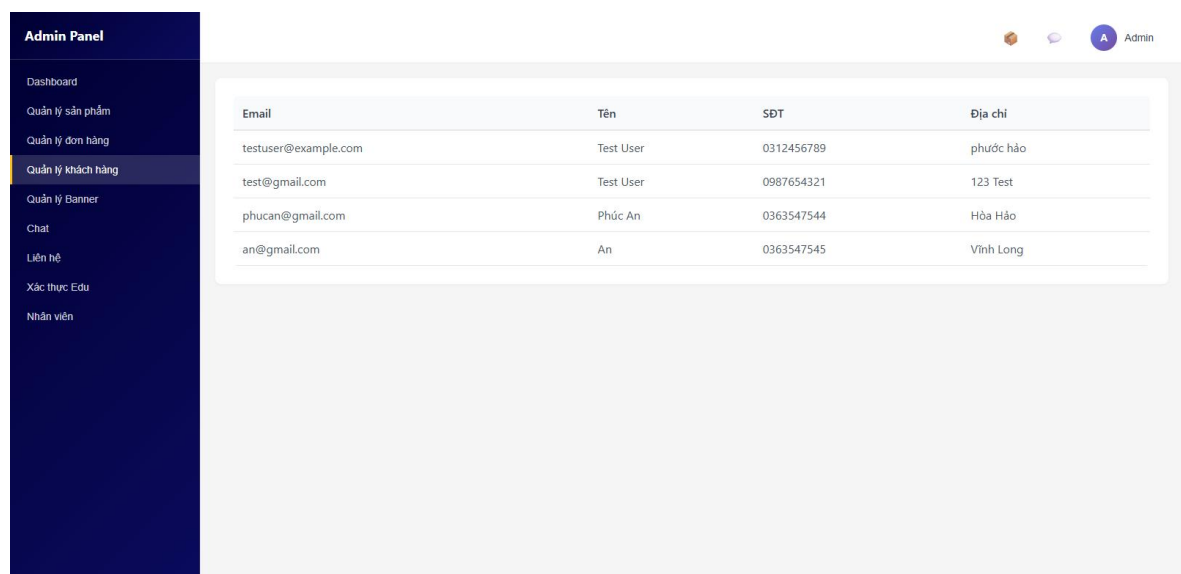 Admin Panel
A Admin
Dashboard
Quản lý sản phẩm
Quản lý đơn hàng
Quản lý khách hàng
Quản lý Banner
Chat
Liên hệ
Xác thực Edu
Nhân viên
Email Tên SĐT Địa chỉ
testuser@example.com Test User 0312456789 phước hảo
test@gmail.com Test User 0987654321 123 Test
phucan@gmail.com Phúc An 0363547544 Hòa Hảo
an@gmail.com An 0363547545 Vĩnh Long